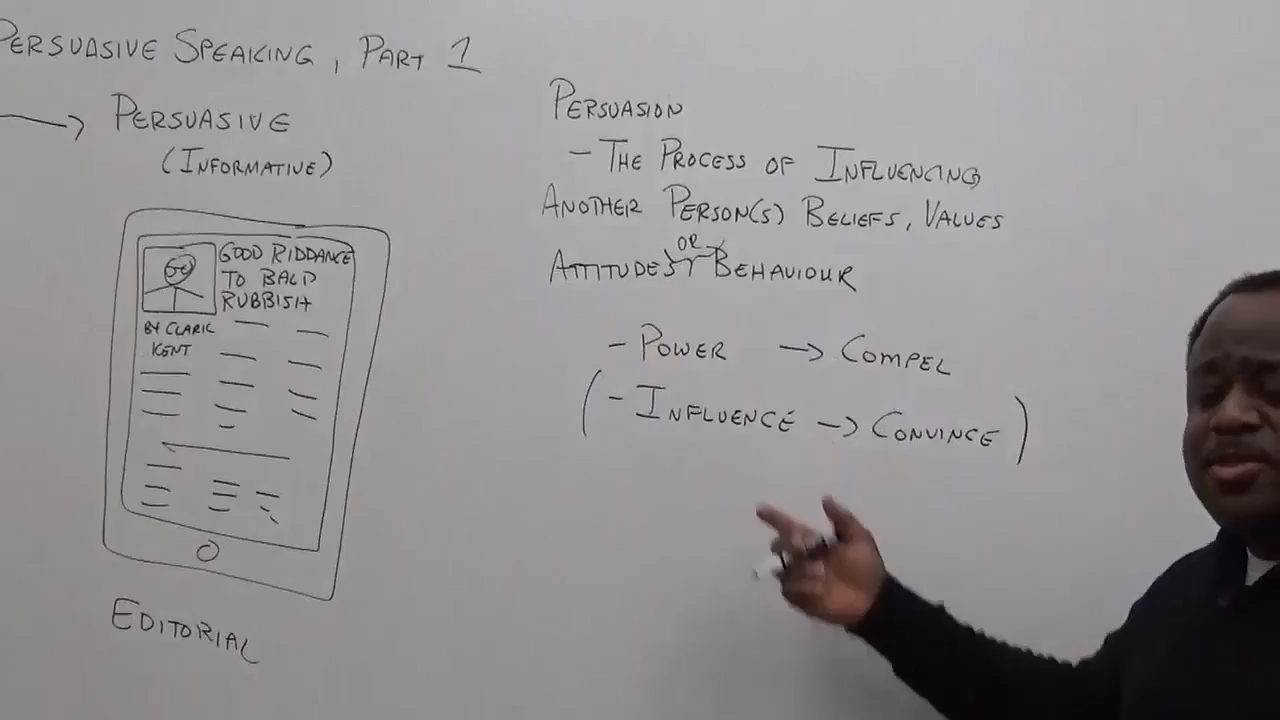 PERSUASIVE SPEAKING, PART 1
PERSUASIVE
(INFORMATIVE)
GOOD RIDDANCE
TO BALD
RUBBISH
BY CLARK
KENT
EDITORIAL
PERSUASION
- THE PROCESS OF INFLUENCING
ANOTHER PERSON(S) BELIEFS, VALUES
ATTITUDES OR BEHAVIOUR
- POWER → COMPEL
(- INFLUENCE → CONVINCE)